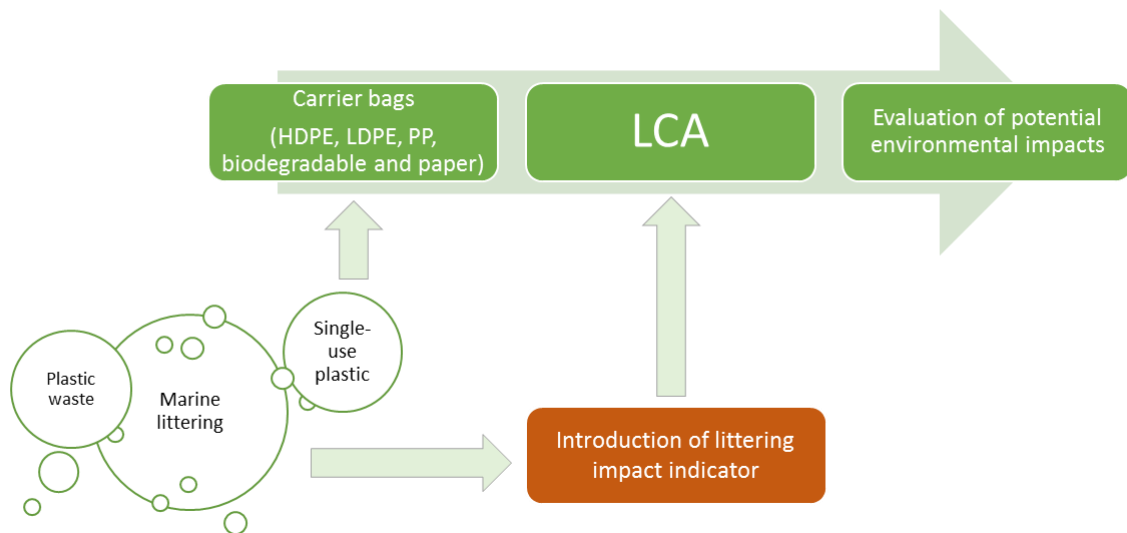 Carrier bags
(HDPE, LDPE, PP,
biodegradable and paper)
LCA
Evaluation of potential
environmental impacts
Single-
use
plastic
Plastic
waste
Marine
littering
Introduction of littering
impact indicator